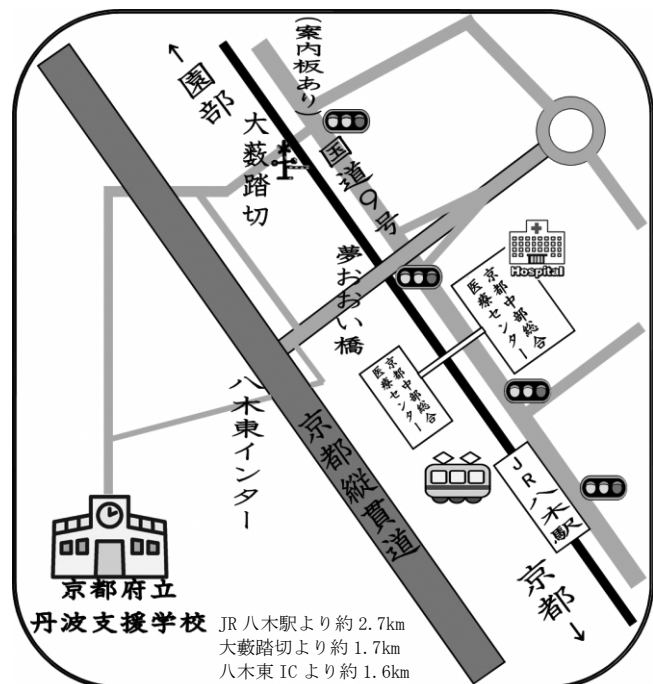 (案内板あり)
↑
園部
大藪踏切
国道9号
夢おおい橋
Hospital
京都中部総合
医療センター
京都中部総合
医療センター
八木東インター
京都縦貫道
JR八木駅
京都
↓
京都府立
丹波支援学校
JR 八木駅より約 2.7km
大藪踏切より約 1.7km
八木東 IC より約 1.6km